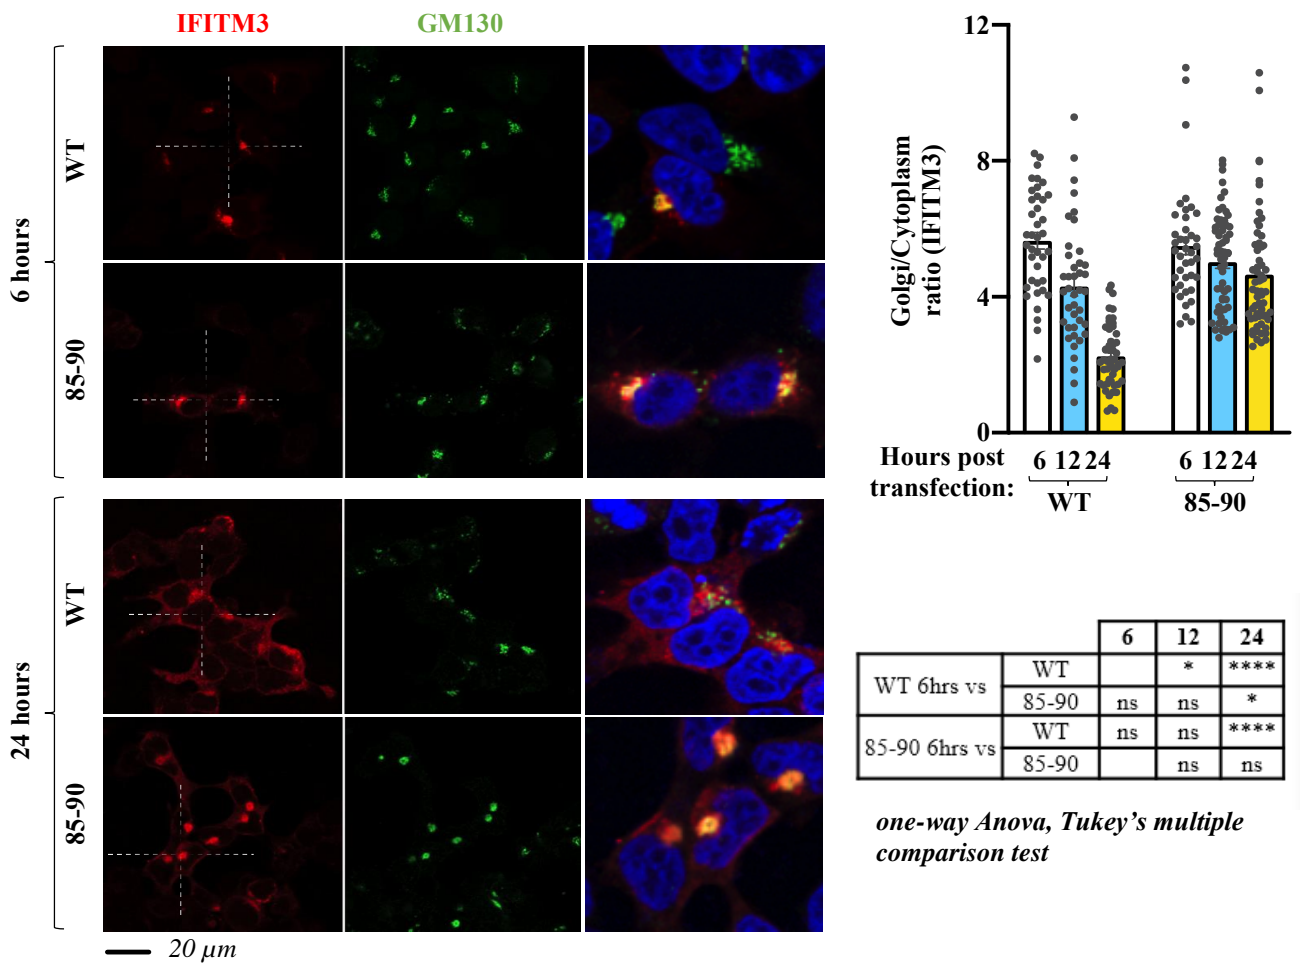 IFITM3
GM130
6 hours
WT
85-90
24 hours
WT
85-90
20 µm
Golgi/Cytoplasm
ratio (IFITM3)
12
8
4
0
Hours post
transfection:
6 12 24
6 12 24
WT
85-90
6 12 24
WT 6hrs vs
WT * ****
85-90 ns ns *
85-90 6hrs vs
WT ns ns ****
85-90 ns ns
one-way Anova, Tukey's multiple
comparison test